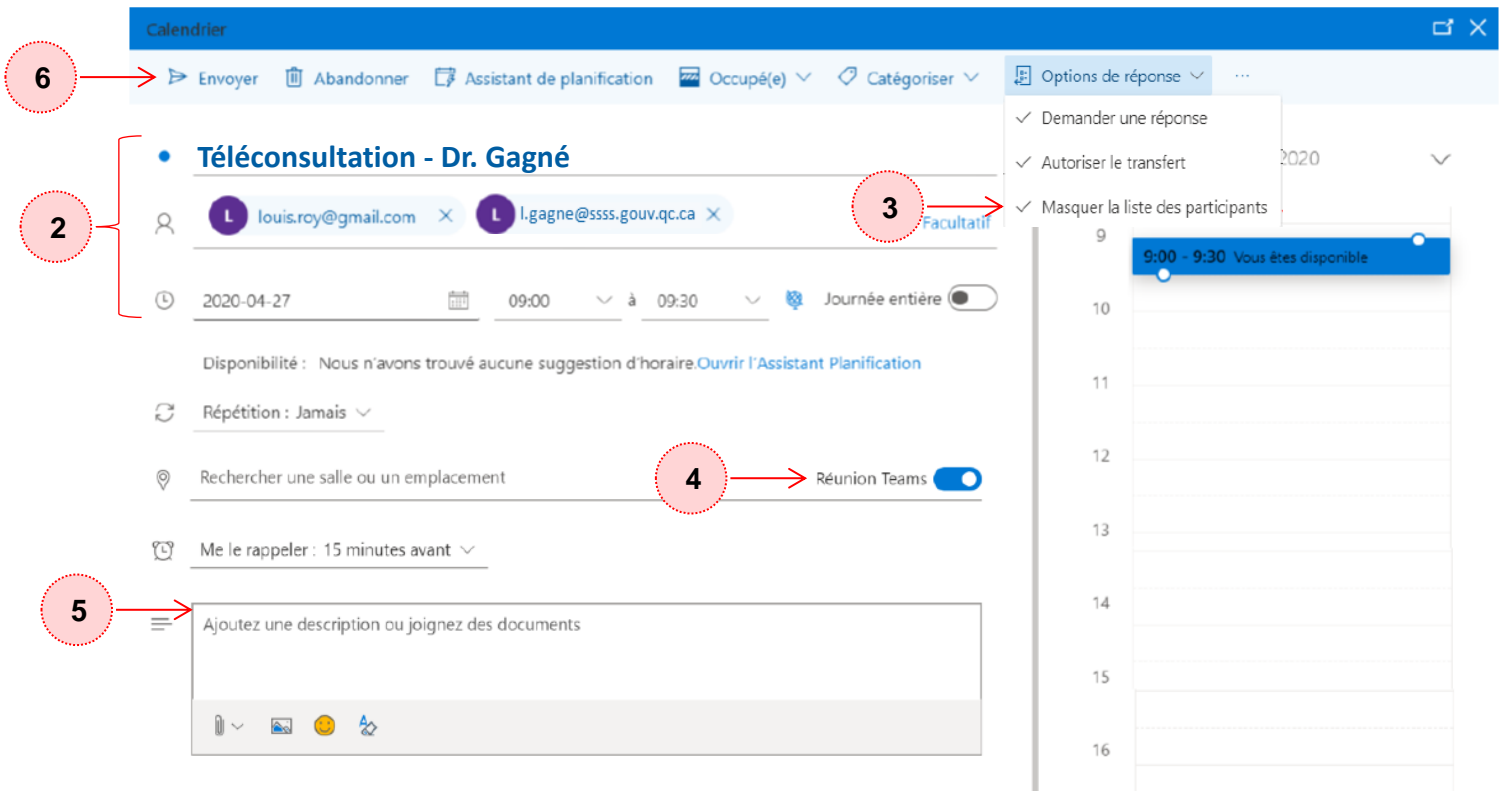 Calendrier
6
Envoyer Abandonner Assistant de planification Occupé(e) Catégoriser Options de réponse ...
Demander une réponse
Autoriser le transfert
Masquer la liste des participants
2
Téléconsultation - Dr. Gagné
2020
L louis.roy@gmail.com L l.gagne@ssss.gouv.qc.ca
3
Facultatif
2020-04-27 09:00 à 09:30 Journée entière
Disponibilité : Nous n'avons trouvé aucune suggestion d'horaire.Ouvrir l'Assistant Planification
Répétition : Jamais
Rechercher une salle ou un emplacement
4
Réunion Teams
Me le rappeler : 15 minutes avant
5
Ajoutez une description ou joignez des documents
9
9:00 - 9:30 Vous êtes disponible
10
11
12
13
14
15
16